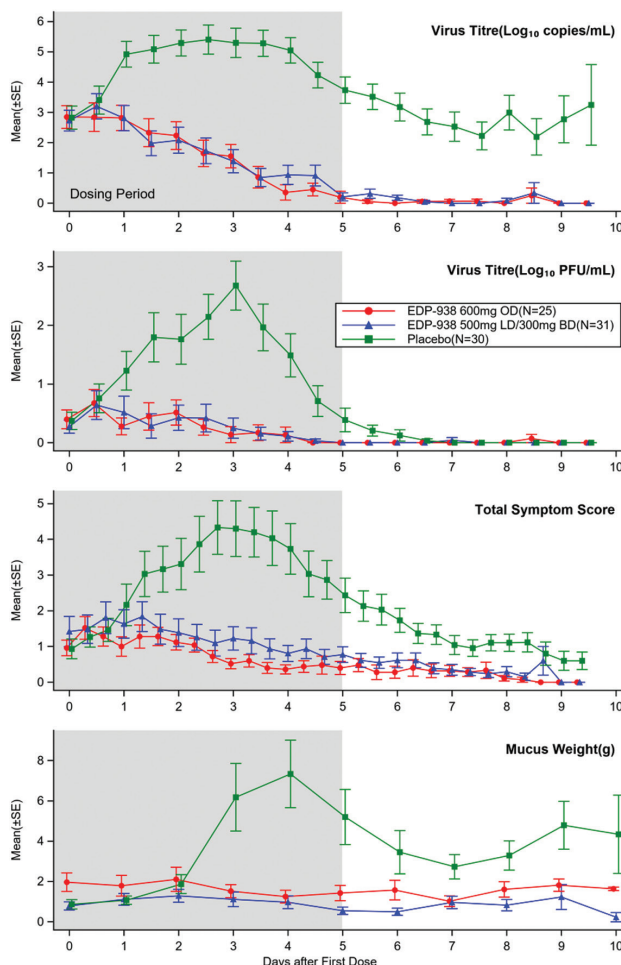 Virus Titre(Log10 copies/mL)
Mean(±SE)
6
5
4
3
2
1
0
Dosing Period
0 1 2 3 4 5 6 7 8 9 10
Virus Titre(Log10 PFU/mL)
Mean(±SE)
3
2
1
0
EDP-938 600mg OD(N=25)
EDP-938 500mg LD/300mg BD(N=31)
Placebo(N=30)
0 1 2 3 4 5 6 7 8 9 10
Total Symptom Score
Mean(±SE)
5
4
3
2
1
0
0 1 2 3 4 5 6 7 8 9 10
Mucus Weight(g)
Mean(±SE)
8
6
4
2
0
0 1 2 3 4 5 6 7 8 9 10
Days after First Dose